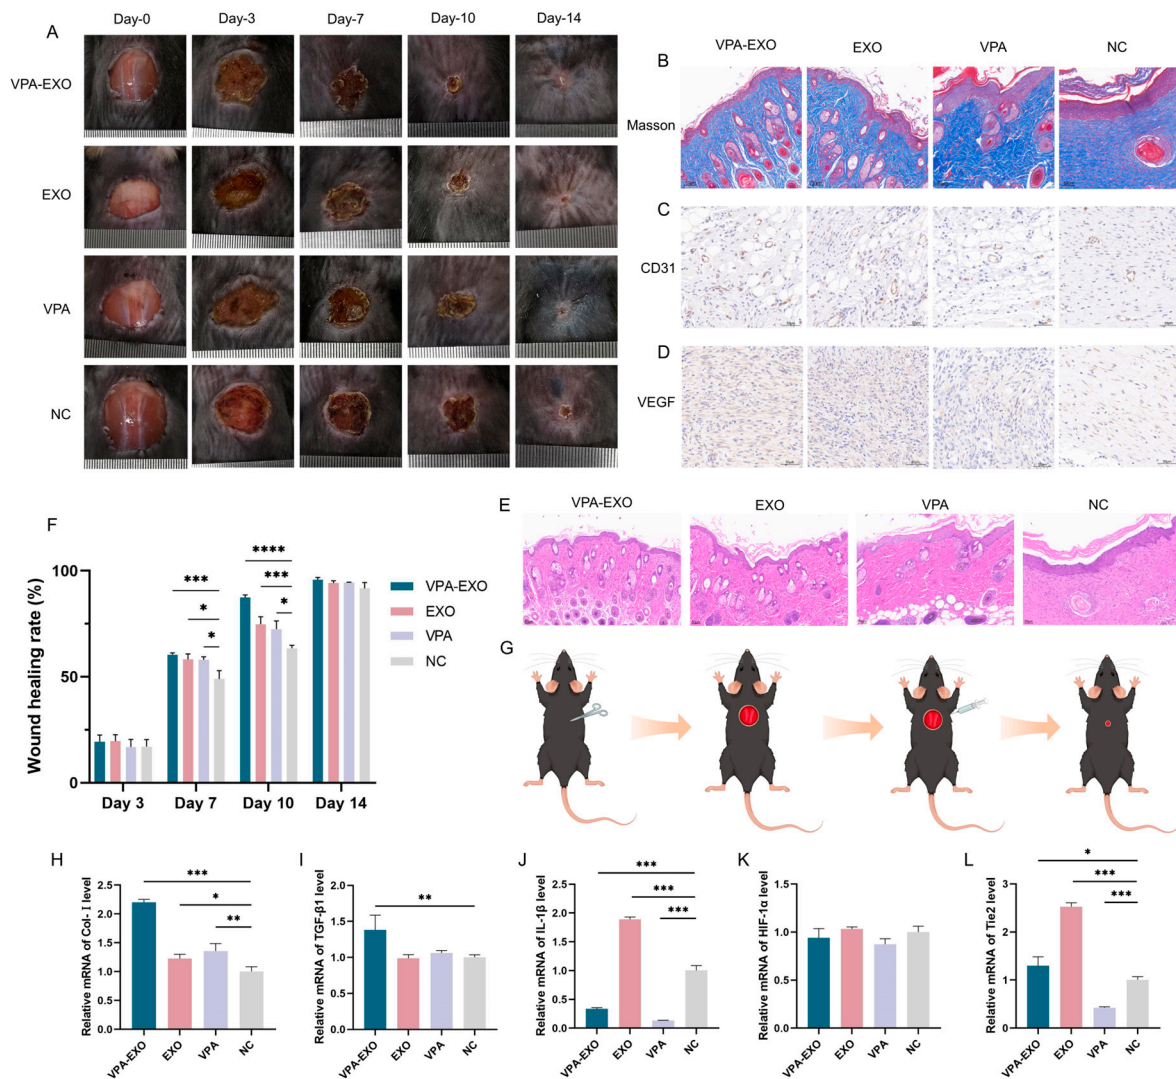 A
Day-0 Day-3 Day-7 Day-10 Day-14
VPA-EXO
EXO
VPA
NC
VPA-EXO EXO VPA NC
B
Masson
C
CD31
D
VEGF
E
VPA-EXO EXO VPA NC
F
Wound healing rate (%)
100
50
0
**** 
*** ***
* *
*
VPA-EXO
EXO
VPA
NC
Day 3 Day 7 Day 10 Day 14
G
H
Relative mRNA of Col- I level
2.5
2.0
1.5
1.0
0.5
0.0
***
*
**
VPA-EXO EXO VPA NC
I
Relative mRNA of TGF-β1 level
2.0
1.5
1.0
0.5
0.0
**
VPA-EXO EXO VPA NC
J
Relative mRNA of IL-1β level
2.5
2.0
1.5
1.0
0.5
0.0
***
***
***
VPA-EXO EXO VPA NC
K
Relative mRNA of HIF-1α level
1.5
1.0
0.5
0.0
VPA-EXO EXO VPA NC
L
Relative mRNA of Tie2 level
3
2
1
0
*
***
***
VPA-EXO EXO VPA NC